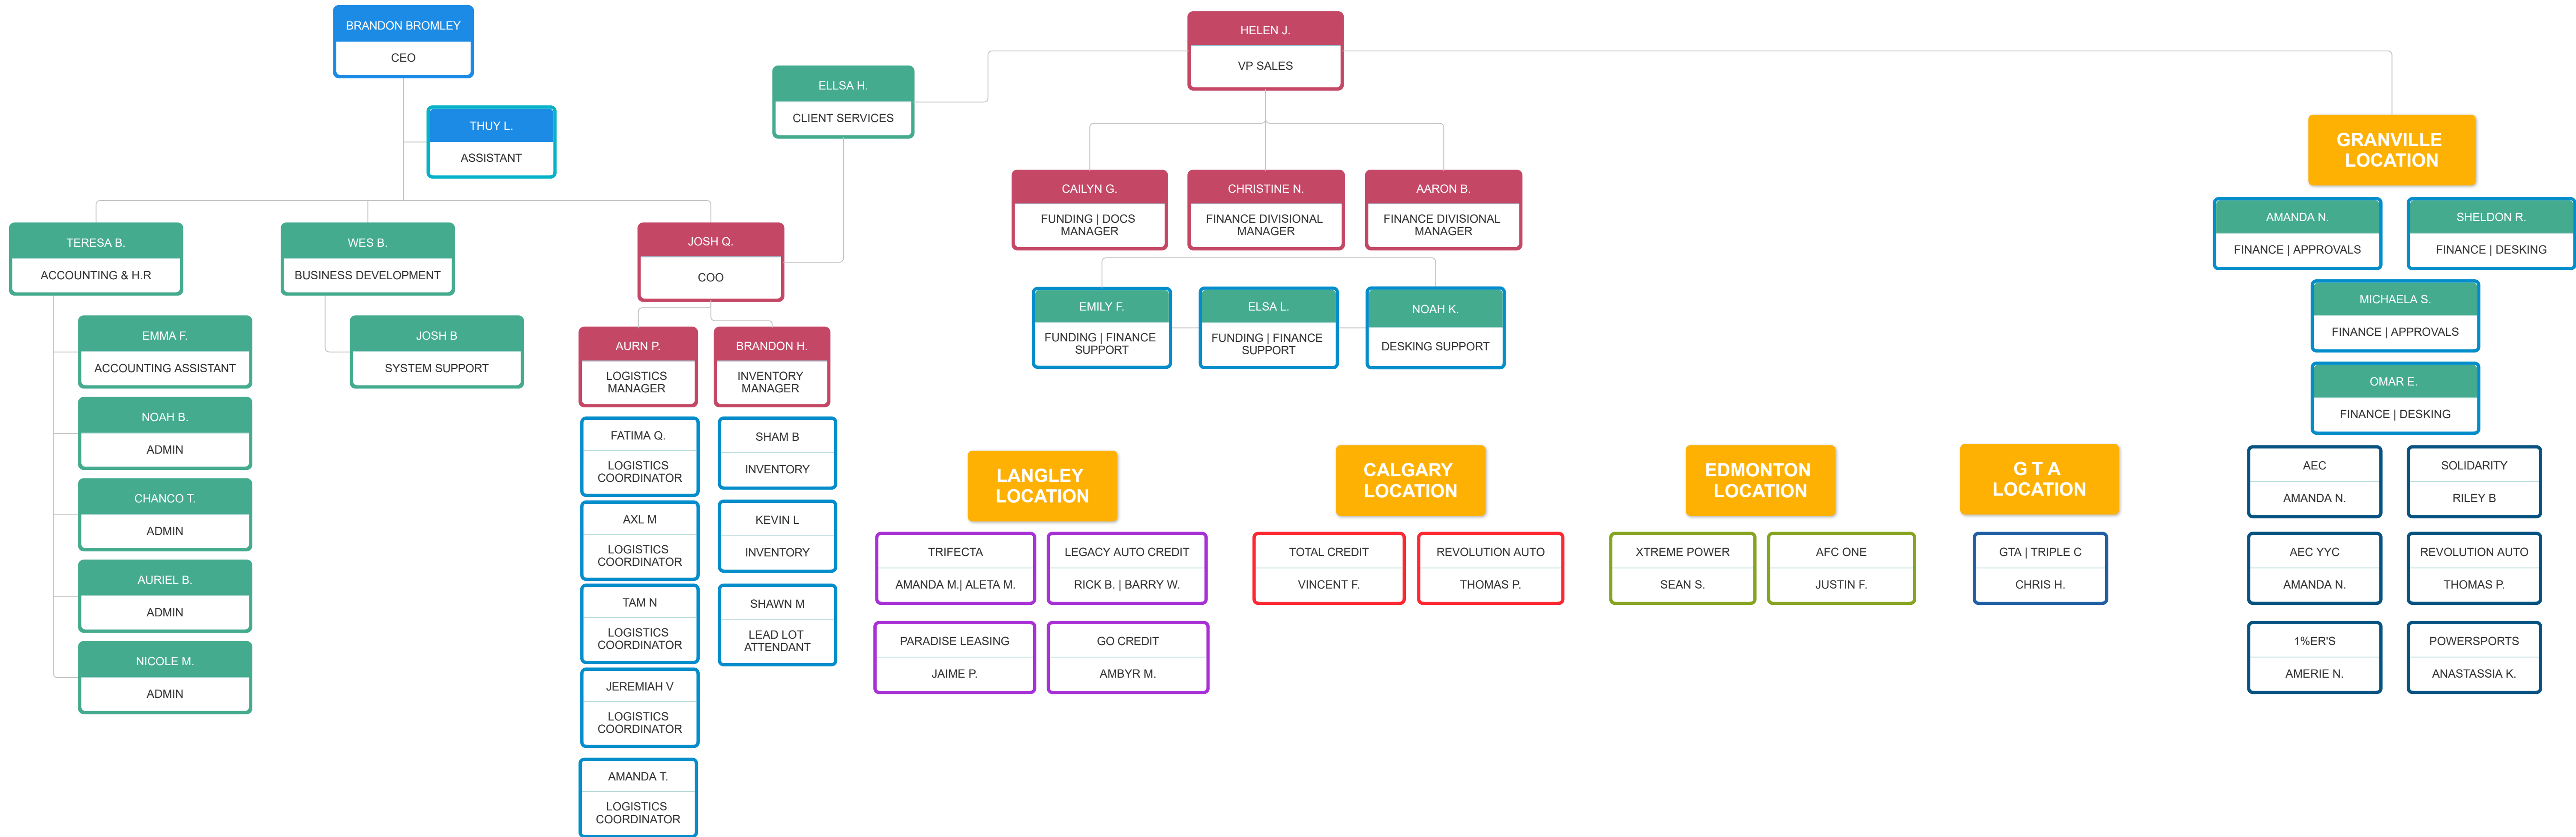 BRANDON BROMLEY
CEO
THUY L.
ASSISTANT
TERESA B.
ACCOUNTING & H.R
EMMA F.
ACCOUNTING ASSISTANT
NOAH B.
ADMIN
CHANCO T.
ADMIN
AURIEL B.
ADMIN
NICOLE M.
ADMIN
WES B.
BUSINESS DEVELOPMENT
JOSH B
SYSTEM SUPPORT
JOSH Q.
COO
AURN P.
LOGISTICS
MANAGER
FATIMA Q.
LOGISTICS
COORDINATOR
AXL M
LOGISTICS
COORDINATOR
TAM N
LOGISTICS
COORDINATOR
JEREMIAH V
LOGISTICS
COORDINATOR
AMANDA T.
LOGISTICS
COORDINATOR
BRANDON H.
INVENTORY
MANAGER
SHAM B
INVENTORY
KEVIN L
INVENTORY
SHAWN M
LEAD LOT
ATTENDANT
ELLSA H.
CLIENT SERVICES
HELEN J.
VP SALES
CAILYN G.
FUNDING | DOCS
MANAGER
CHRISTINE N.
FINANCE DIVISIONAL
MANAGER
AARON B.
FINANCE DIVISIONAL
MANAGER
EMILY F.
FUNDING | FINANCE
SUPPORT
ELSA L.
FUNDING | FINANCE
SUPPORT
NOAH K.
DESKING SUPPORT
LANGLEY
LOCATION
TRIFECTA
AMANDA M.| ALETA M.
LEGACY AUTO CREDIT
RICK B. | BARRY W.
PARADISE LEASING
JAIME P.
GO CREDIT
AMBYR M.
CALGARY
LOCATION
TOTAL CREDIT
VINCENT F.
REVOLUTION AUTO
THOMAS P.
EDMONTON
LOCATION
XTREME POWER
SEAN S.
AFC ONE
JUSTIN F.
G T A
LOCATION
GTA | TRIPLE C
CHRIS H.
GRANVILLE
LOCATION
AMANDA N.
FINANCE | APPROVALS
SHELDON R.
FINANCE | DESKING
MICHAELA S.
FINANCE | APPROVALS
OMAR E.
FINANCE | DESKING
AEC
AMANDA N.
SOLIDARITY
RILEY B
AEC YYC
AMANDA N.
REVOLUTION AUTO
THOMAS P.
1%ER'S
AMERIE N.
POWERSPORTS
ANASTASSIA K.